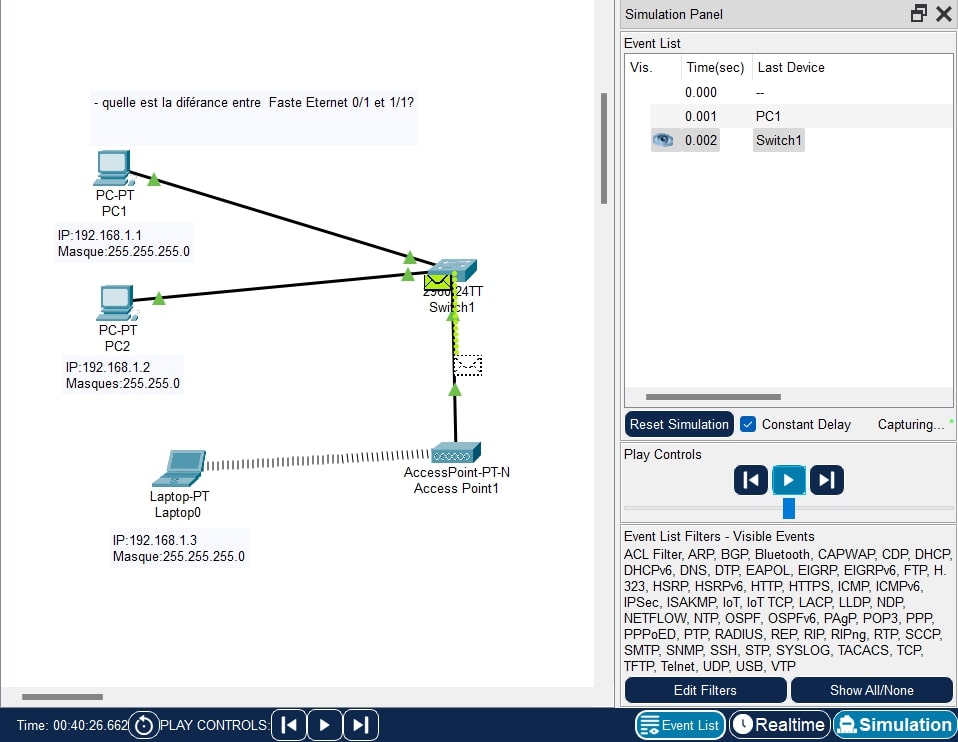 - quelle est la diférance entre  Faste Eternet 0/1 et 1/1?
PC-PT
PC1
IP:192.168.1.1
Masque:255.255.255.0
PC-PT
PC2
IP:192.168.1.2
Masques:255.255.0
2960-24TT
Switch1
Laptop-PT
Laptop0
IP:192.168.1.3
Masque:255.255.255.0
AccessPoint-PT-N
Access Point1
Simulation Panel
Event List
Vis. Time(sec) Last Device
0.000 --
0.001 PC1
0.002 Switch1
Reset Simulation Constant Delay Capturing... *
Play Controls
Event List Filters - Visible Events
ACL Filter, ARP, BGP, Bluetooth, CAPWAP, CDP, DHCP,
DHCPv6, DNS, DTP, EAPOL, EIGRP, EIGRPv6, FTP, H.
323, HSRP, HSRPv6, HTTP, HTTPS, ICMP, ICMPv6,
IPSec, ISAKMP, IoT, IoT TCP, LACP, LLDP, NDP,
NETFLOW, NTP, OSPF, OSPFv6, PAgP, POP3, PPP,
PPPoED, PTP, RADIUS, REP, RIP, RIPng, RTP, SCCP,
SMTP, SNMP, SSH, STP, SYSLOG, TACACS, TCP,
TFTP, Telnet, UDP, USB, VTP
Edit Filters Show All/None
Time: 00:40:26.662 PLAY CONTROLS: Event List Realtime Simulation